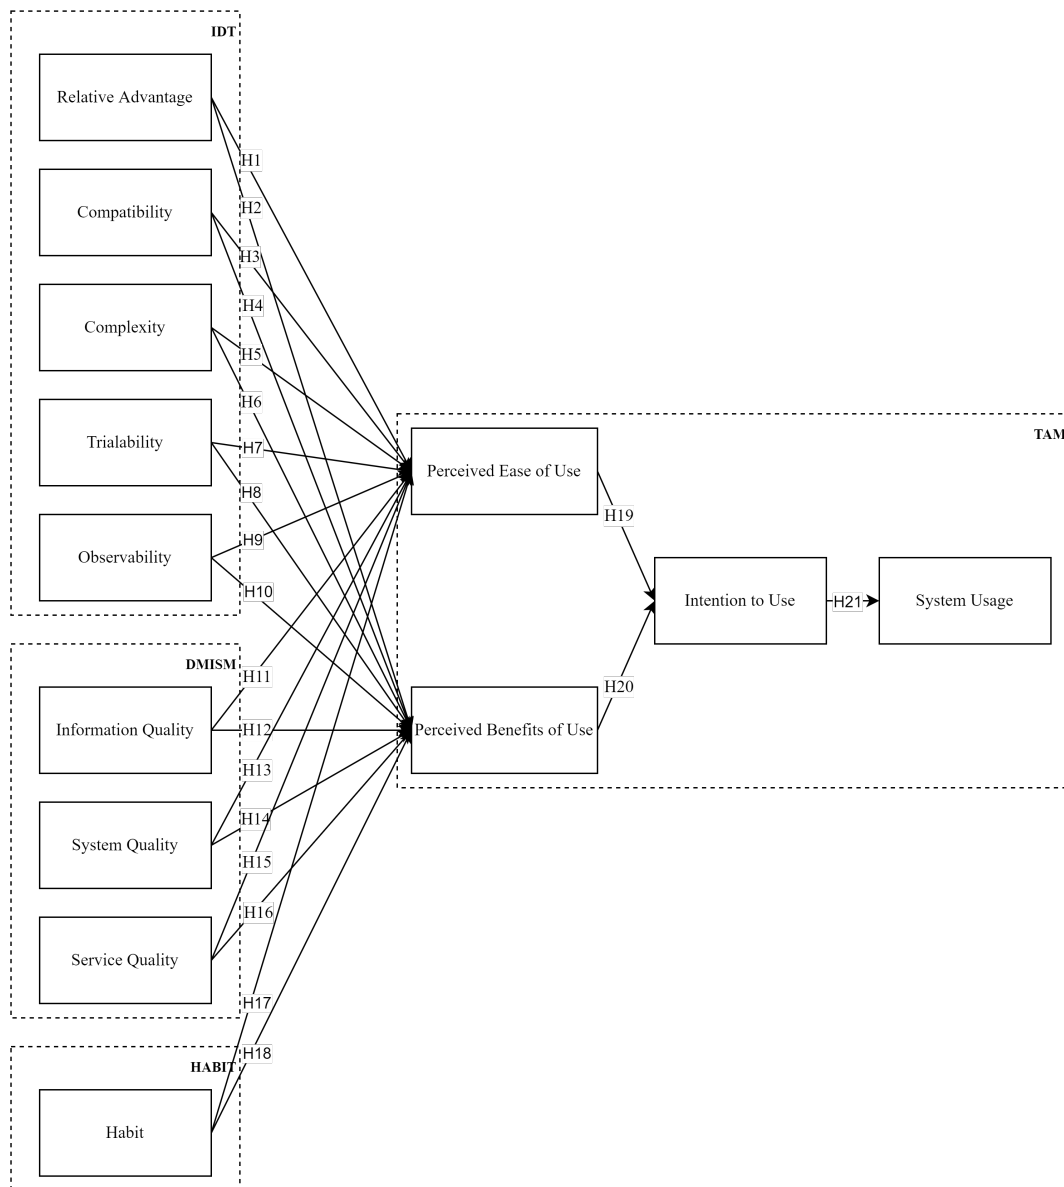 IDT
Relative Advantage
H1
H2
Compatibility
H3
H4
Complexity
H5
H6
Trialability
H7
H8
Observability
H9
H10
DMISM
Information Quality
H11
H12
H13
System Quality
H14
H15
Service Quality
H16
H17
HABIT
H18
Habit
TAM
Perceived Ease of Use
H19
Intention to Use
H21
System Usage
H20
Perceived Benefits of Use